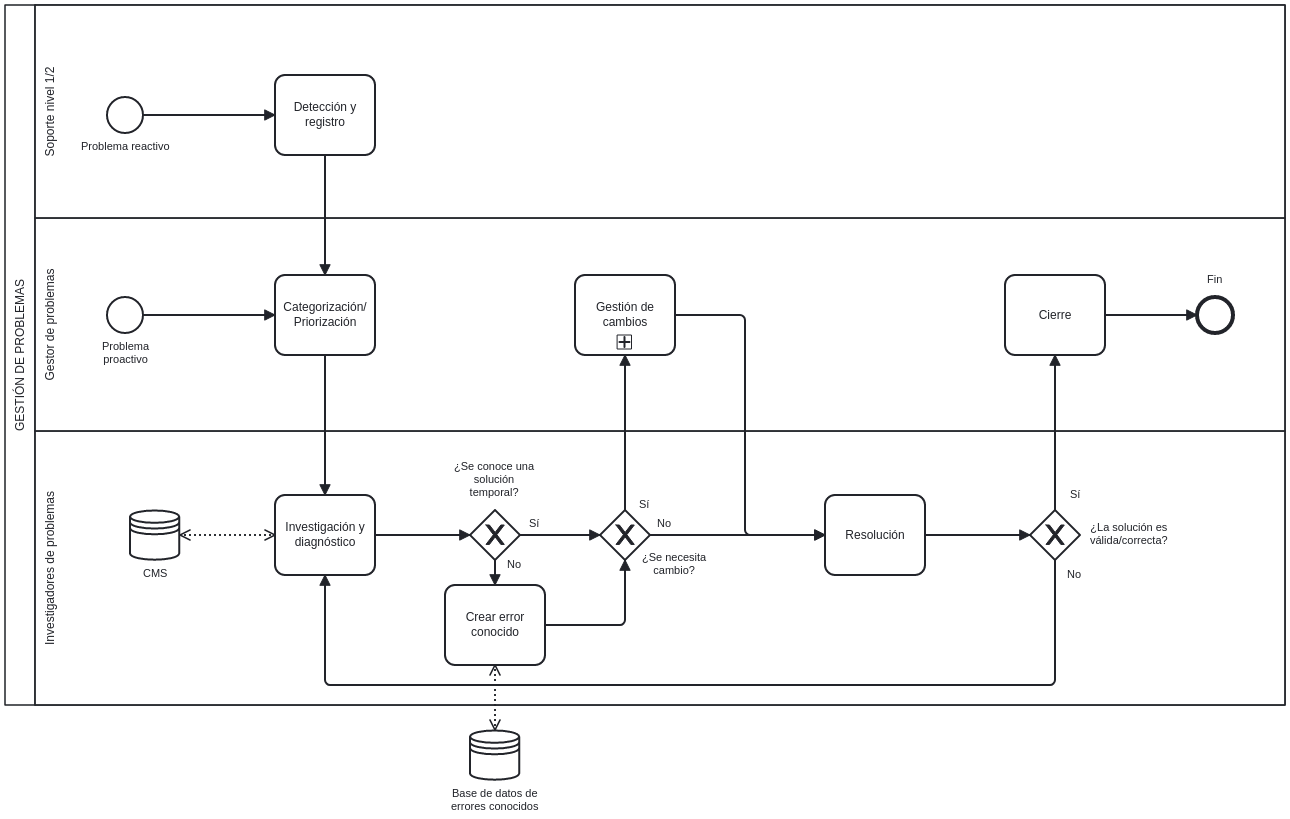 GESTIÓN DE PROBLEMAS
Soporte nivel 1/2
Problema reactivo
Detección y
registro
Gestor de problemas
Problema
proactivo
Categorización/
Priorización
Gestión de
cambios
Cierre
Fin
Investigadores de problemas
CMS
Investigación y
diagnóstico
¿Se conoce una
solución
temporal?
Sí
No
Crear error
conocido
Sí
No
¿Se necesita
cambio?
Resolución
Sí
¿La solución es
válida/correcta?
No
Base de datos de
errores conocidos